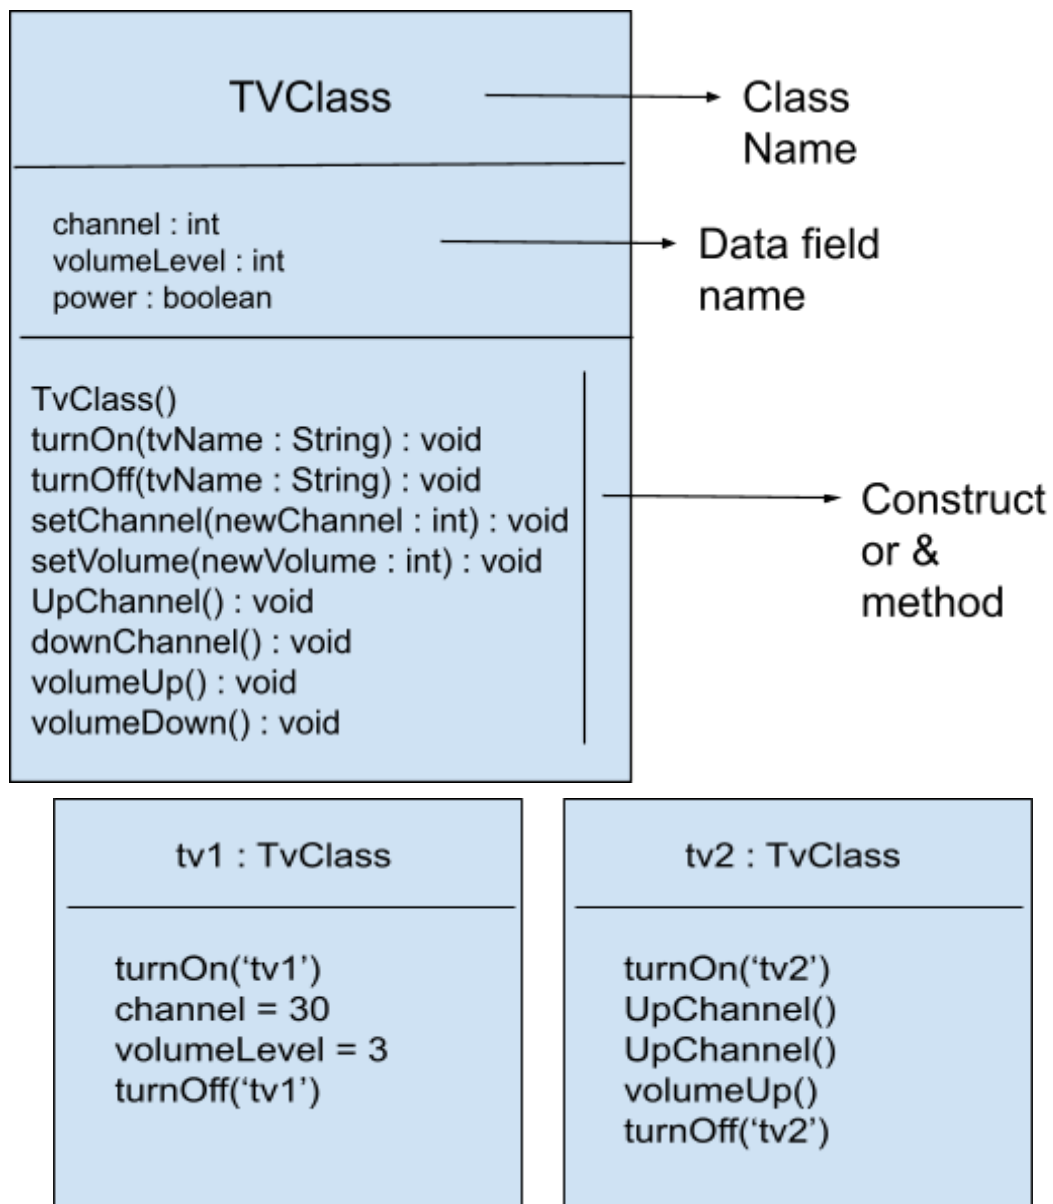 TVClass
Class
Name
channel : int
volumeLevel : int
power : boolean
Data field
name
TvClass()
turnOn(tvName : String) : void
turnOff(tvName : String) : void
setChannel(newChannel : int) : void
setVolume(newVolume : int) : void
UpChannel() : void
downChannel() : void
volumeUp() : void
volumeDown() : void
Construct
or &
method
tv1 : TvClass
turnOn(‘tv1’)
channel = 30
volumeLevel = 3
turnOff(‘tv1’)
tv2 : TvClass
turnOn(‘tv2’)
UpChannel()
UpChannel()
volumeUp()
turnOff(‘tv2’)